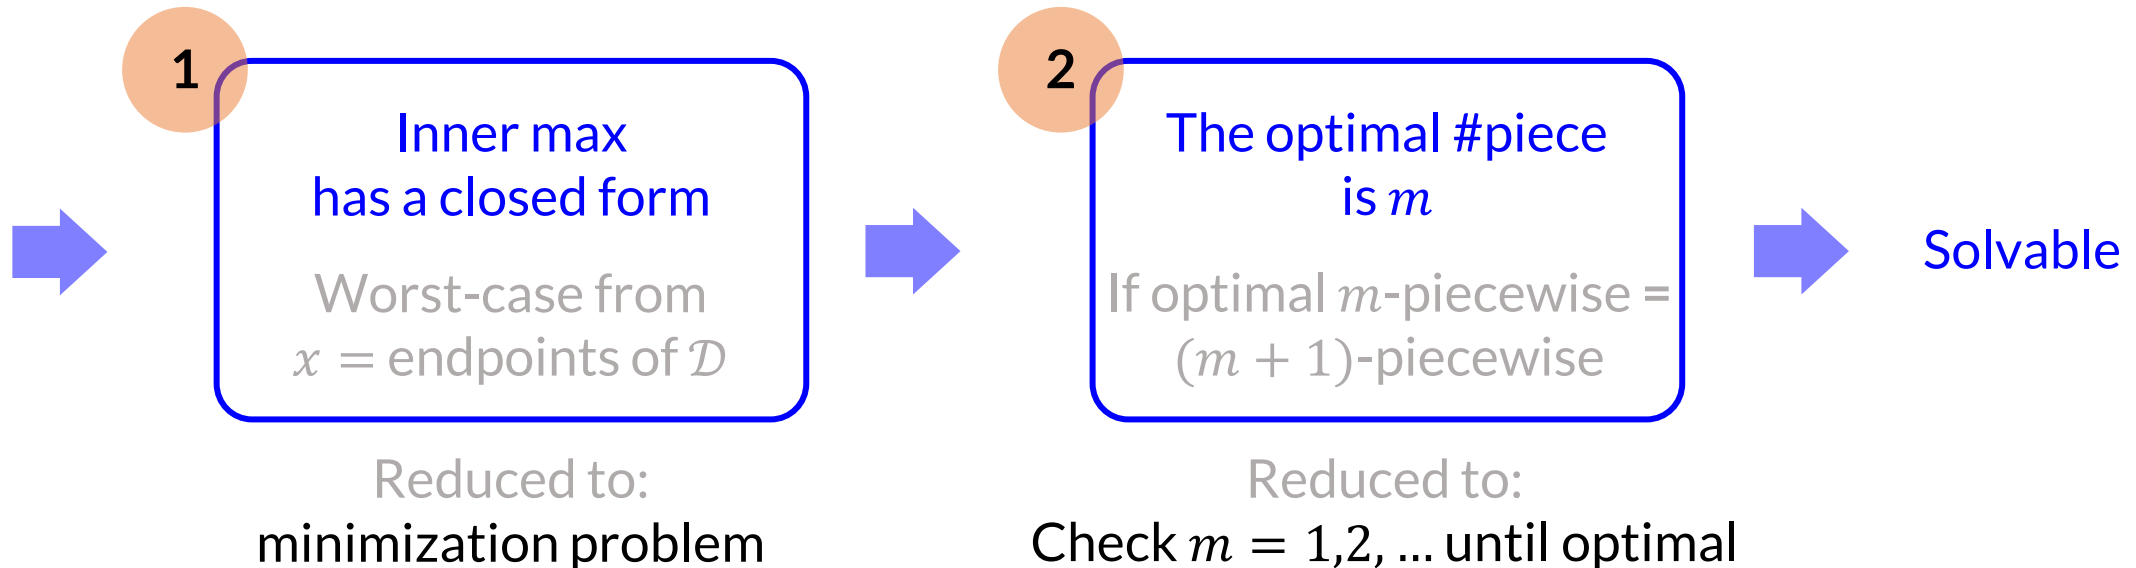 1
Inner max
has a closed form
Worst-case from
x = endpoints of 𝒟
Reduced to:
minimization problem
2
The optimal #piece
is m
If optimal m-piecewise =
(m + 1)-piecewise
Reduced to:
Check m = 1,2, ... until optimal
Solvable